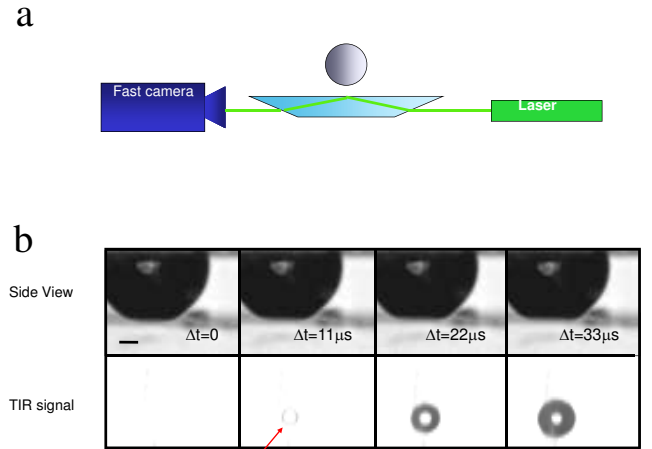 a
Fast camera
Laser
b
Side View
Δt=0
Δt=11μs
Δt=22μs
Δt=33μs
TIR signal